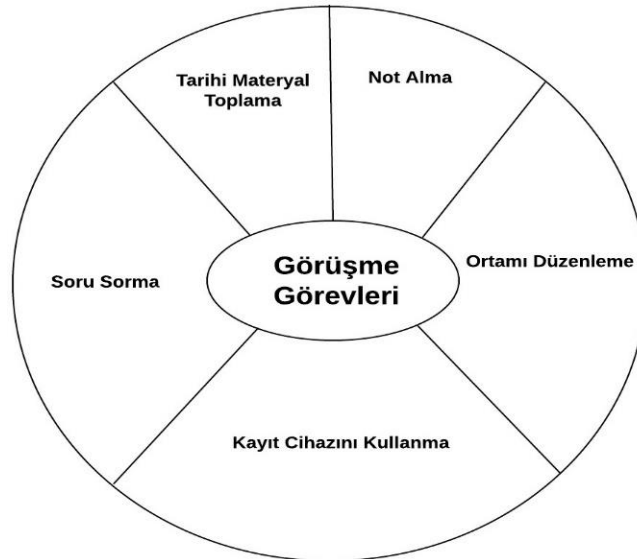 Tarihi Materyal
Toplama
Not Alma
Soru Sorma
Görüşme
Görevleri
Ortamı Düzenleme
Kayıt Cihazını Kullanma